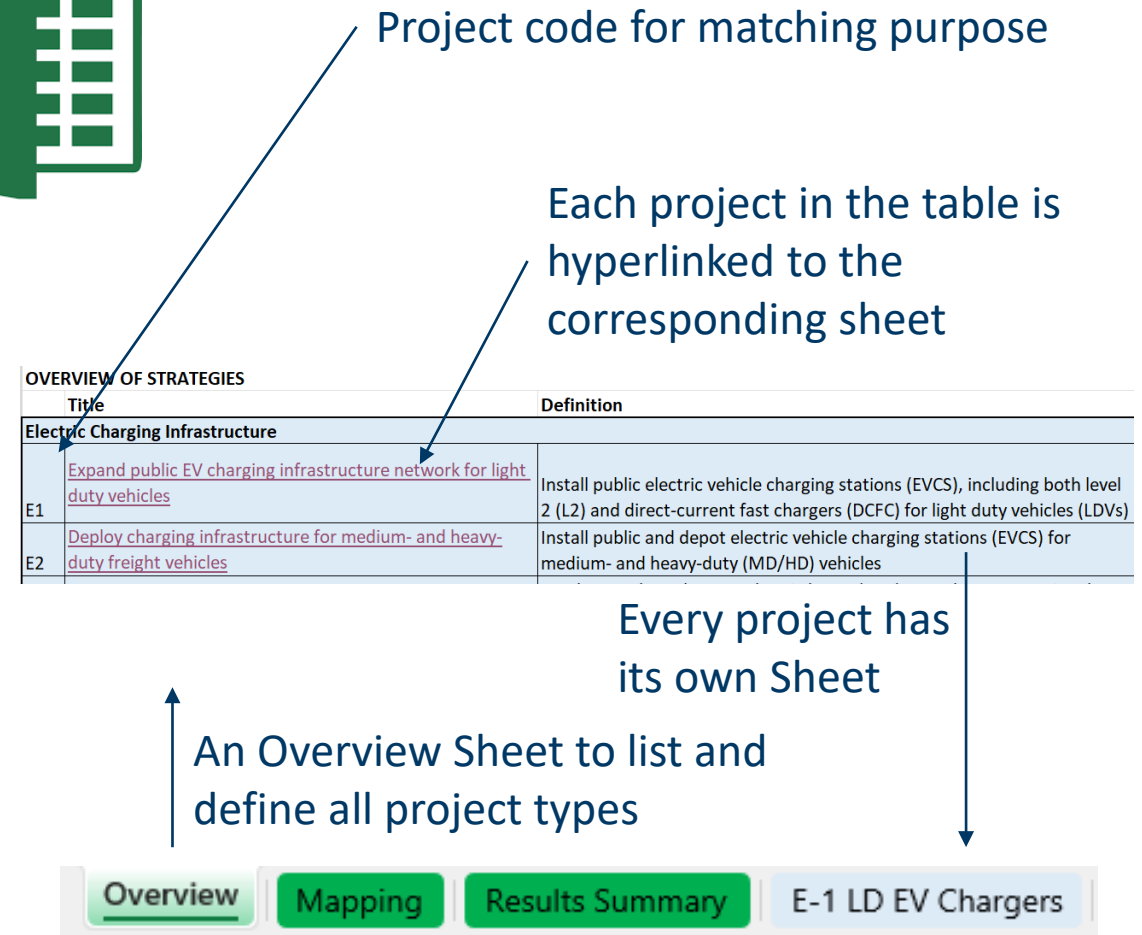 Project code for matching purpose
Each project in the table is
hyperlinked to the
corresponding sheet
OVERVIEW OF STRATEGIES
Title Definition
Electric Charging Infrastructure
Expand public EV charging infrastructure network for light
duty vehicles
E1
Install public electric vehicle charging stations (EVCS), including both level
2 (L2) and direct-current fast chargers (DCFC) for light duty vehicles (LDVs)
Deploy charging infrastructure for medium- and heavy-
duty freight vehicles
E2
Install public and depot electric vehicle charging stations (EVCS) for
medium- and heavy-duty (MD/HD) vehicles
Every project has
its own Sheet
An Overview Sheet to list and
define all project types
Overview Mapping Results Summary E-1 LD EV Chargers